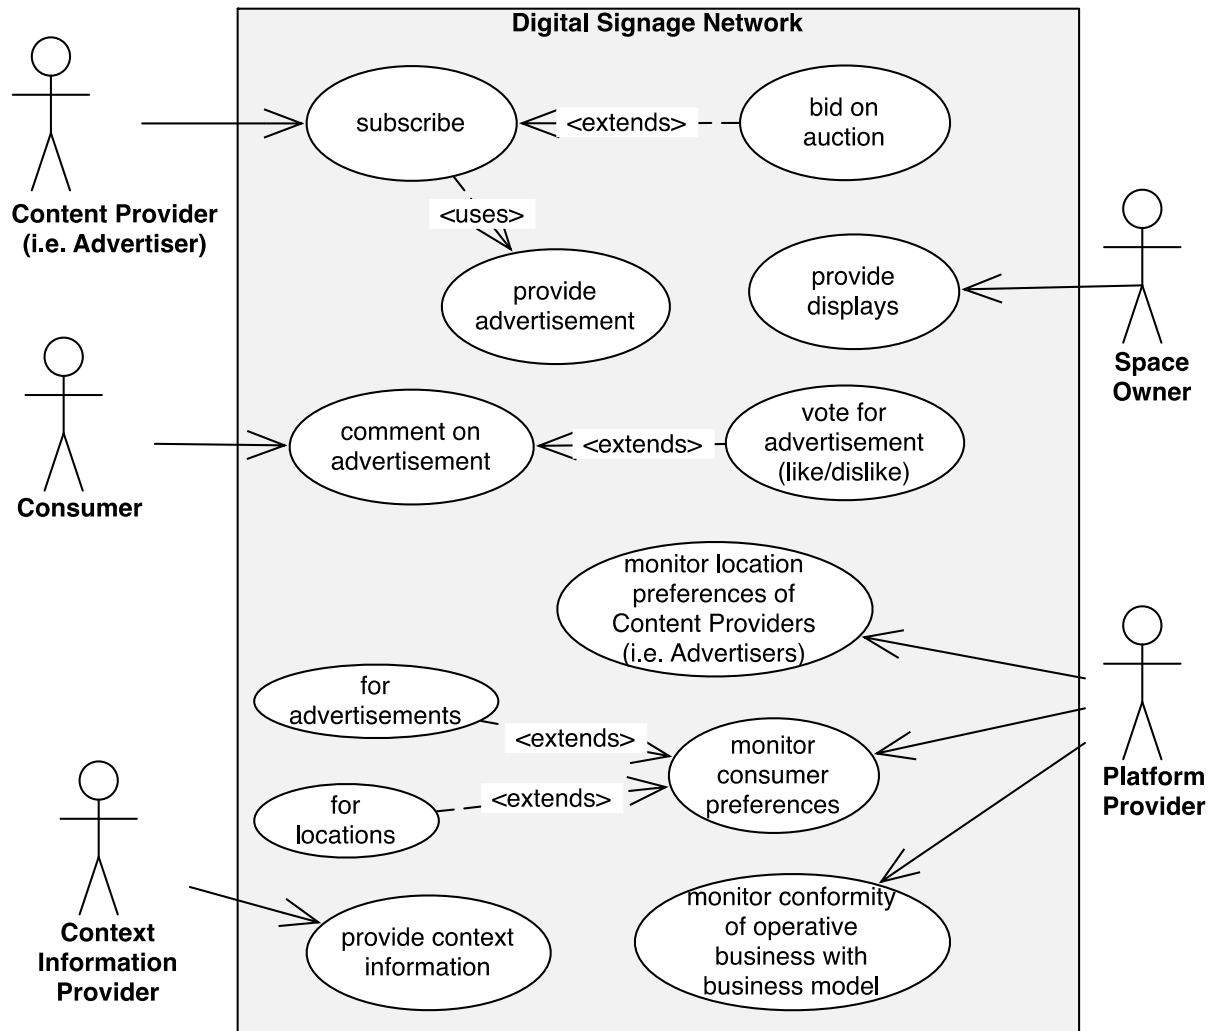 Digital Signage Network
subscribe
<extends>
bid on
auction
Content Provider
(i.e. Advertiser)
<uses>
provide
advertisement
provide
displays
Space
Owner
comment on
advertisement
<extends>
vote for
advertisement
(like/dislike)
Consumer
monitor location
preferences of
Content Providers
(i.e. Advertisers)
for
advertisements
<extends>
monitor
consumer
preferences
Platform
Provider
for
locations
<extends>
Context
Information
Provider
provide context
information
monitor conformity
of operative
business with
business model